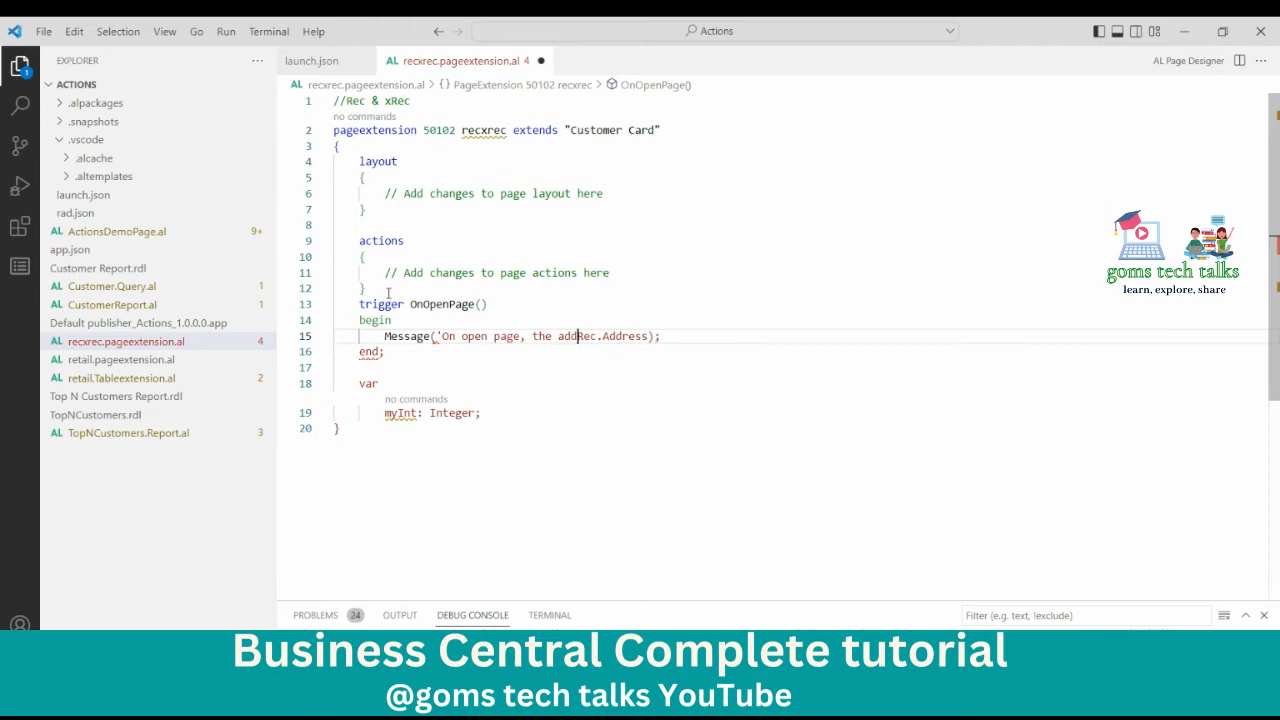 File Edit Selection View Go Run Terminal Help
Actions
EXPLORER
launch.json
recxrec.pageextension.al 4
AL Page Designer
recxrec.pageextension.al
PageExtension 50102 recxrec
OnOpenPage()
ACTIONS
.alpackages
.snapshots
.vscode
.alcache
.altemplates
launch.json
rad.json
AL ActionsDemoPage.al 9+
app.json
Customer Report.rdl
AL Customer.Query.al 1
AL CustomerReport.al 1
Default publisher_Actions_1.0.0.0.app
AL recxrec.pageextension.al 4
AL retail.pageextension.al
AL retail.Tableextension.al 2
Top N Customers Report.rdl
TopNCustomers.rdl
AL TopNCustomers.Report.al 3
1 //Rec & xRec
no commands
2 pageextension 50102 recxrec extends "Customer Card"
3 {
4 layout
5 {
6 // Add changes to page layout here
7 }
8
9 actions
10 {
11 // Add changes to page actions here
12 }
13 trigger OnOpenPage()
14 begin
15 Message('On open page, the addRec.Address);
16 end;
17
18 var
no commands
19 myInt: Integer;
20 }
goms tech talks
learn, explore, share
PROBLEMS 24 OUTPUT DEBUG CONSOLE TERMINAL
Filter (e.g. text, !exclude)
Business Central Complete tutorial
@goms tech talks YouTube